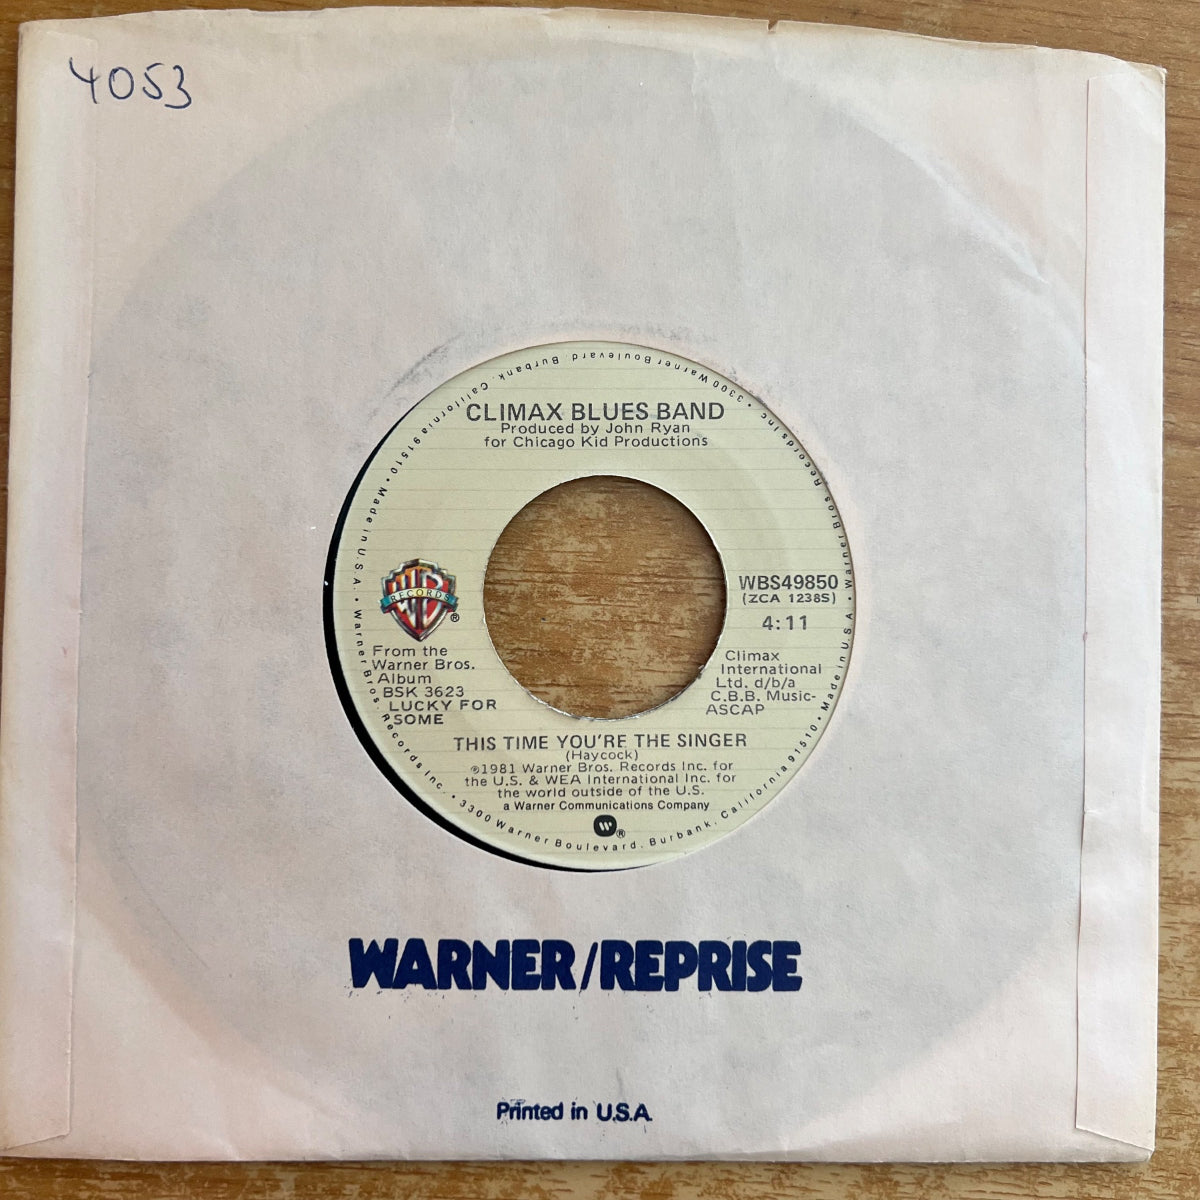 4053
CLIMAX BLUES BAND
Produced by John Ryan
for Chicago Kid Productions
WB
RECORDS
®
WBS49850
(ZCA 1238S)
4:11
From the
Warner Bros.
Album
BSK 3623
LUCKY FOR
SOME
Climax
International
Ltd. d/b/a
C.B.B. Music-
ASCAP
THIS TIME YOU'RE THE SINGER
(Haycock)
℗1981 Warner Bros. Records Inc. for
the U.S. & WEA International Inc. for
the world outside of the U.S.
a Warner Communications Company
W®
Warner Bros. Records Inc. • 3300 Warner Boulevard, Burbank, California 91510 • Made in U.S.A. •
Warner Bros. Records Inc. • 3300 Warner Boulevard, Burbank, California 91510 • Made in U.S.A. •
WARNER/REPRISE
Printed in U.S.A.